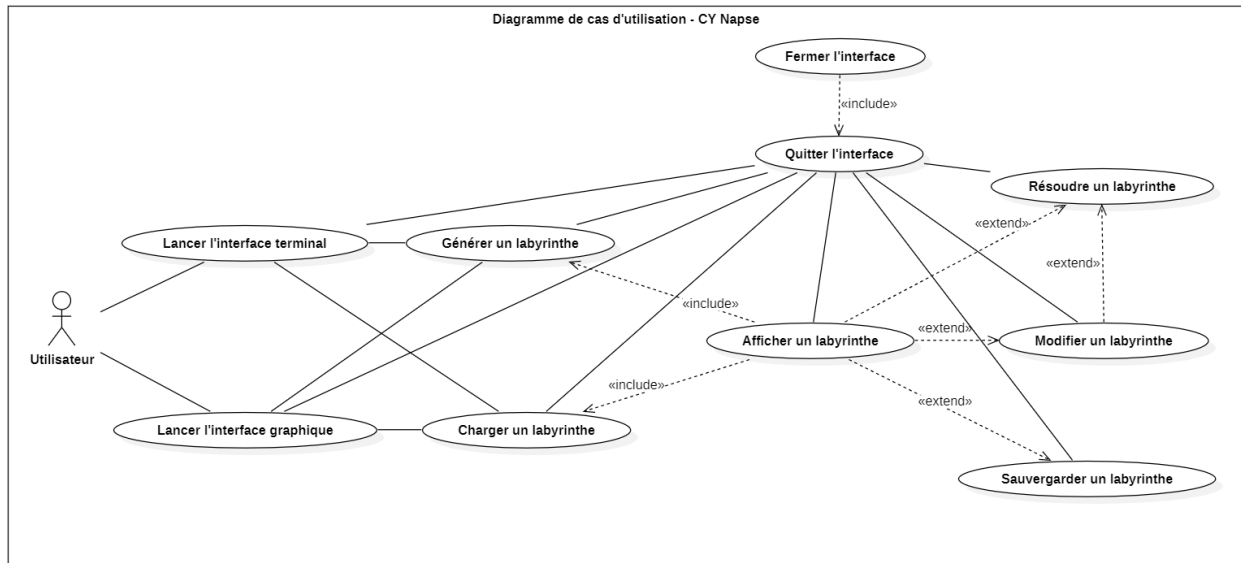 Diagramme de cas d'utilisation - CY Napse
Fermer l'interface
«include»
Quitter l'interface
Résoudre un labyrinthe
«extend»
Lancer l'interface terminal
Générer un labyrinthe
«extend»
«include»
Utilisateur
Afficher un labyrinthe
«extend»
Modifier un labyrinthe
«include»
«extend»
Lancer l'interface graphique
Charger un labyrinthe
Sauvergarder un labyrinthe